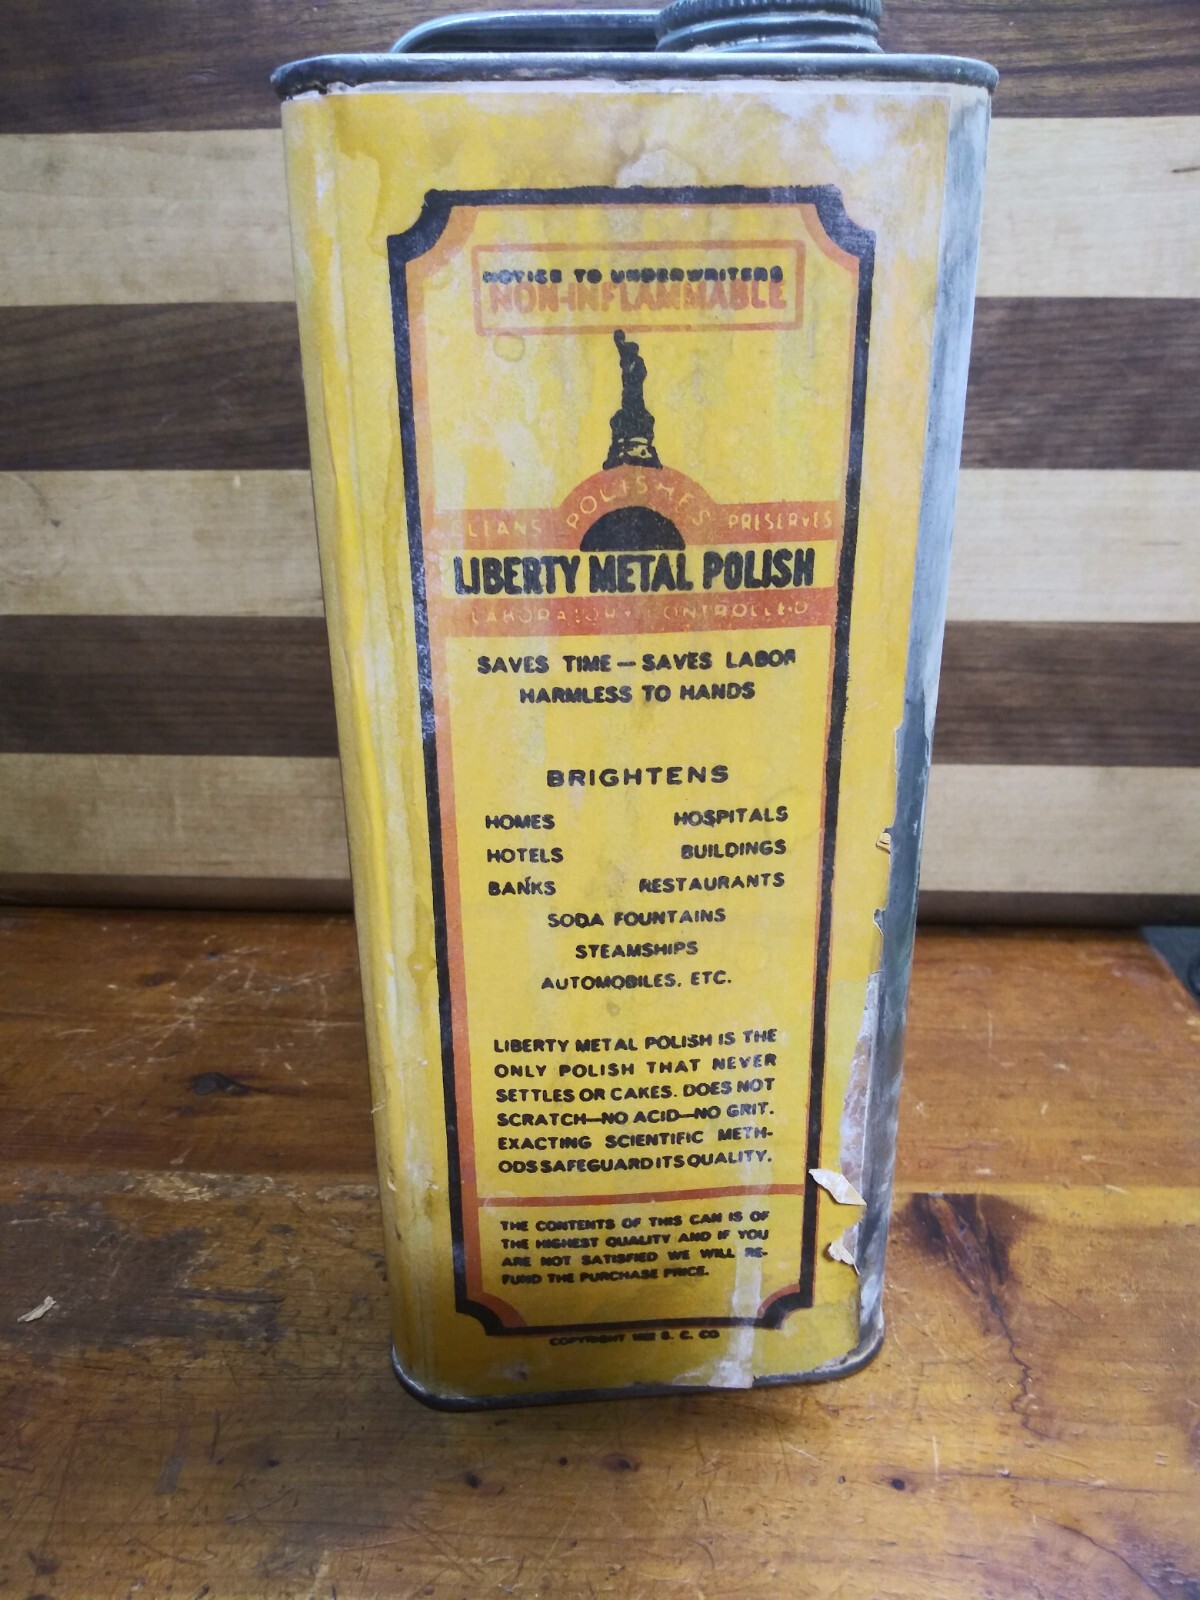 NOTICE TO UNDERWRITERS
NON-INFLAMMABLE
POLISHES
CLEANS PRESERVES
LIBERTY METAL POLISH
LABORATORY CONTROLLED
SAVES TIME — SAVES LABOR
HARMLESS TO HANDS
BRIGHTENS
HOMES HOSPITALS
HOTELS BUILDINGS
BANKS RESTAURANTS
SODA FOUNTAINS
STEAMSHIPS
AUTOMOBILES, ETC.
LIBERTY METAL POLISH IS THE
ONLY POLISH THAT NEVER
SETTLES OR CAKES. DOES NOT
SCRATCH—NO ACID—NO GRIT.
EXACTING SCIENTIFIC METH-
ODS SAFEGUARD ITS QUALITY.
THE CONTENTS OF THIS CAN IS OF
THE HIGHEST QUALITY AND IF YOU
ARE NOT SATISFIED WE WILL RE-
FUND THE PURCHASE PRICE.
COPYRIGHT C. CO